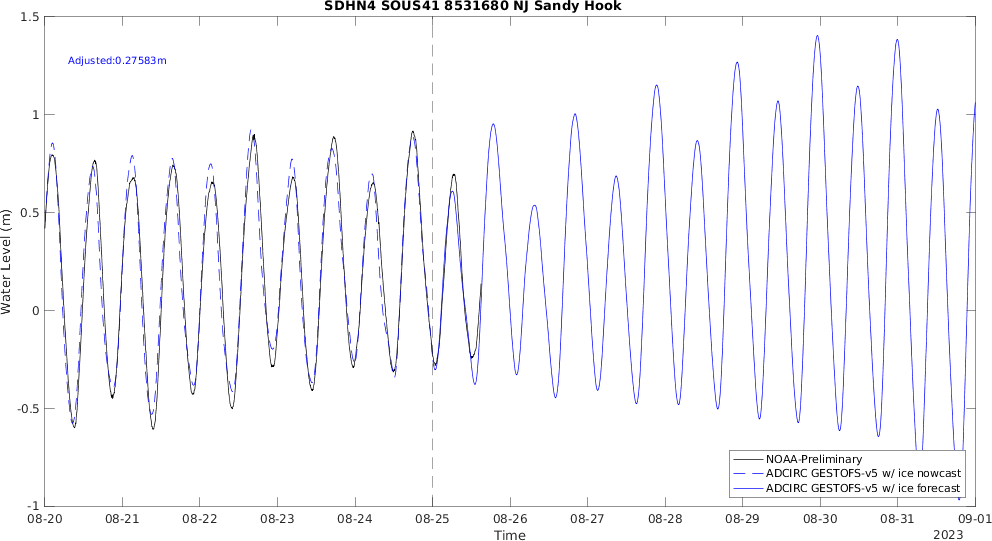 SDHN4 SOUS41 8531680 NJ Sandy Hook
1.5
Adjusted:0.27583m
1
0.5
0
-0.5
-1
Water Level (m)
NOAA-Preliminary
ADCIRC GESTOFS-v5 w/ ice nowcast
ADCIRC GESTOFS-v5 w/ ice forecast
08-20 08-21 08-22 08-23 08-24 08-25 08-26 08-27 08-28 08-29 08-30 08-31 09-01
Time
2023